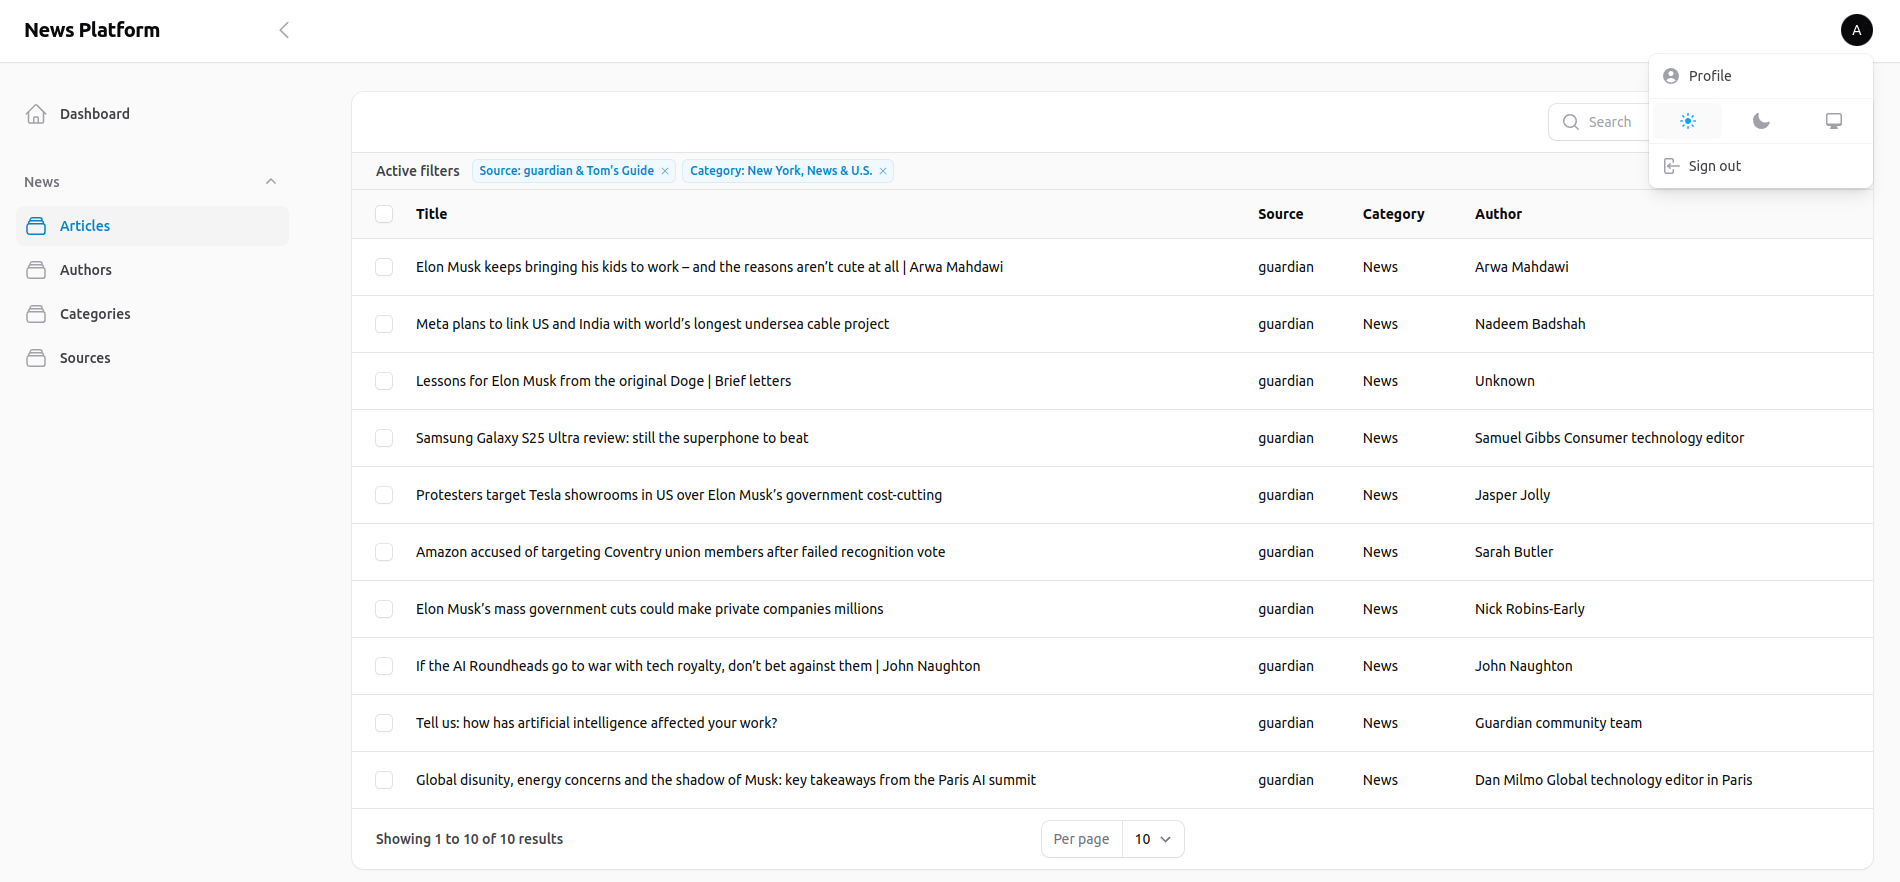 News Platform
A
Profile
Sign out
Dashboard
News
Articles
Authors
Categories
Sources
Search
Active filters Source: guardian & Tom's Guide Category: New York, News & U.S.
Title Source Category Author
Elon Musk keeps bringing his kids to work – and the reasons aren’t cute at all | Arwa Mahdawi guardian News Arwa Mahdawi
Meta plans to link US and India with world’s longest undersea cable project guardian News Nadeem Badshah
Lessons for Elon Musk from the original Doge | Brief letters guardian News Unknown
Samsung Galaxy S25 Ultra review: still the superphone to beat guardian News Samuel Gibbs Consumer technology editor
Protesters target Tesla showrooms in US over Elon Musk’s government cost-cutting guardian News Jasper Jolly
Amazon accused of targeting Coventry union members after failed recognition vote guardian News Sarah Butler
Elon Musk’s mass government cuts could make private companies millions guardian News Nick Robins-Early
If the AI Roundheads go to war with tech royalty, don’t bet against them | John Naughton guardian News John Naughton
Tell us: how has artificial intelligence affected your work? guardian News Guardian community team
Global disunity, energy concerns and the shadow of Musk: key takeaways from the Paris AI summit guardian News Dan Milmo Global technology editor in Paris
Showing 1 to 10 of 10 results Per page 10